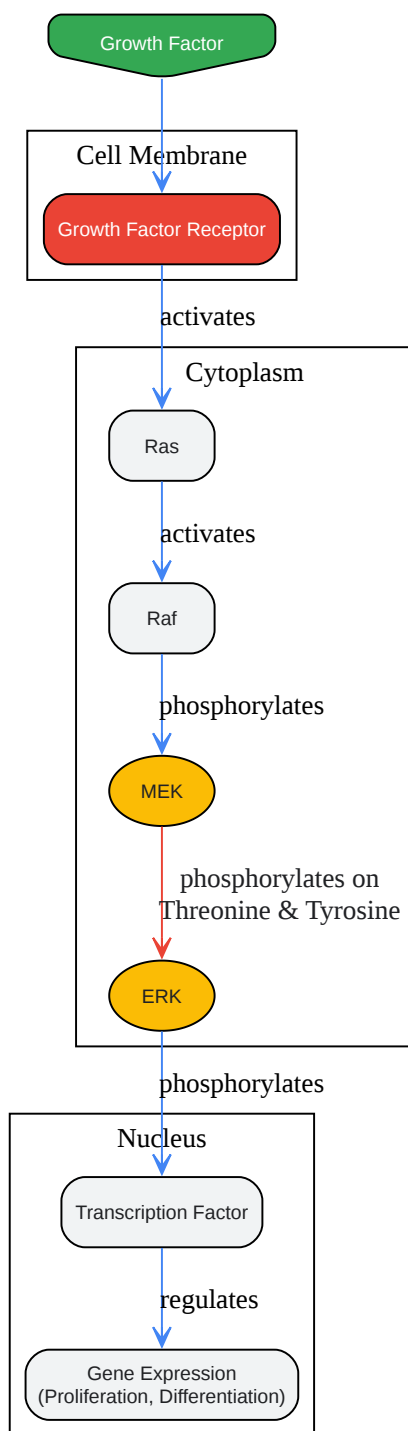 Growth Factor
Cell Membrane
Growth Factor Receptor
activates
Cytoplasm
Ras
activates
Raf
phosphorylates
MEK
phosphorylates on
Threonine & Tyrosine
ERK
phosphorylates
Nucleus
Transcription Factor
regulates
Gene Expression
(Proliferation, Differentiation)